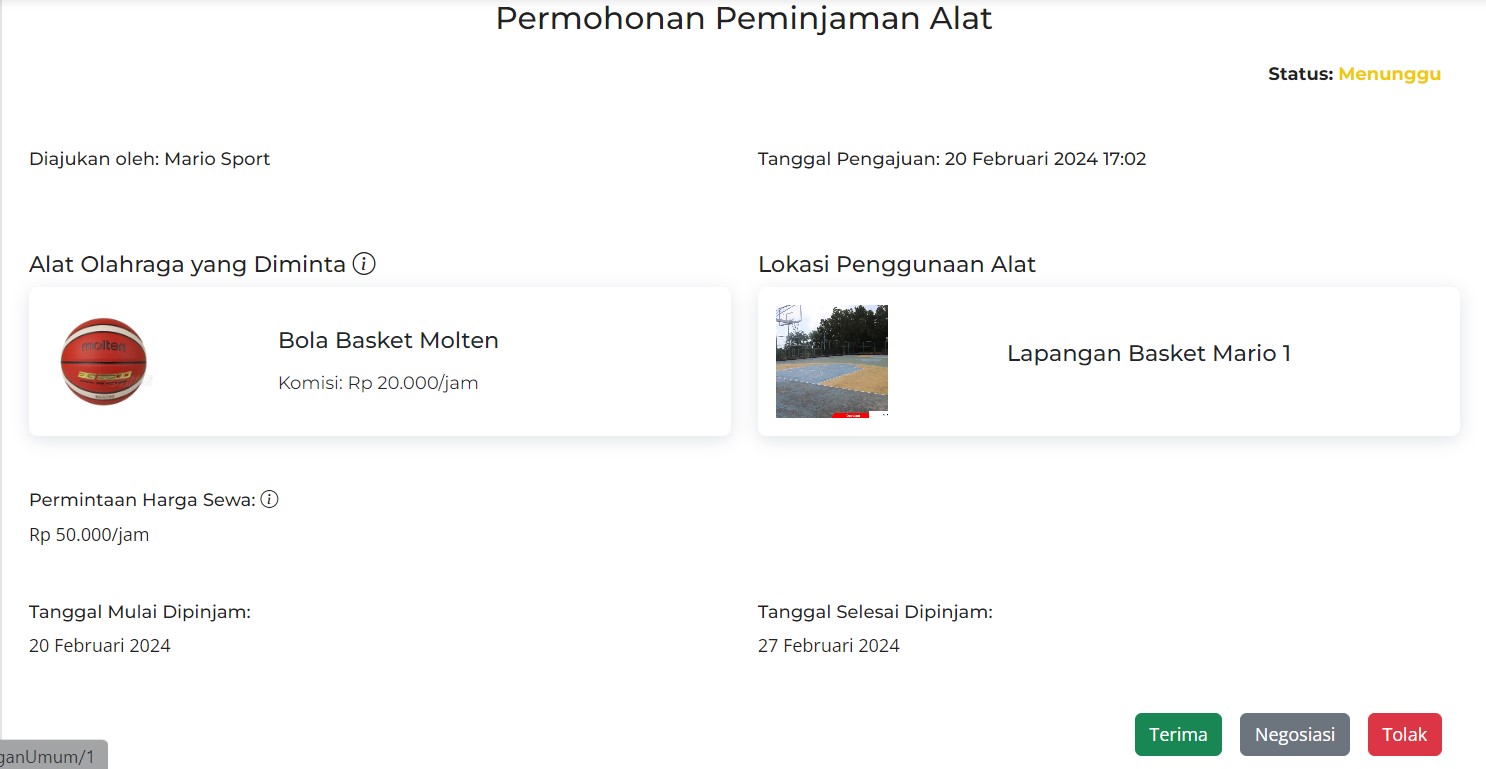 Permohonan Peminjaman Alat
Status: Menunggu
Diajukan oleh: Mario Sport
Tanggal Pengajuan: 20 Februari 2024 17:02
Alat Olahraga yang Diminta
Lokasi Penggunaan Alat
molten
Bola Basket Molten
Komisi: Rp 20.000/jam
Lapangan Basket Mario 1
Permintaan Harga Sewa:
Rp 50.000/jam
Tanggal Mulai Dipinjam:
Tanggal Selesai Dipinjam:
20 Februari 2024
27 Februari 2024
Terima
Negosiasi
Tolak
ganUmum/1